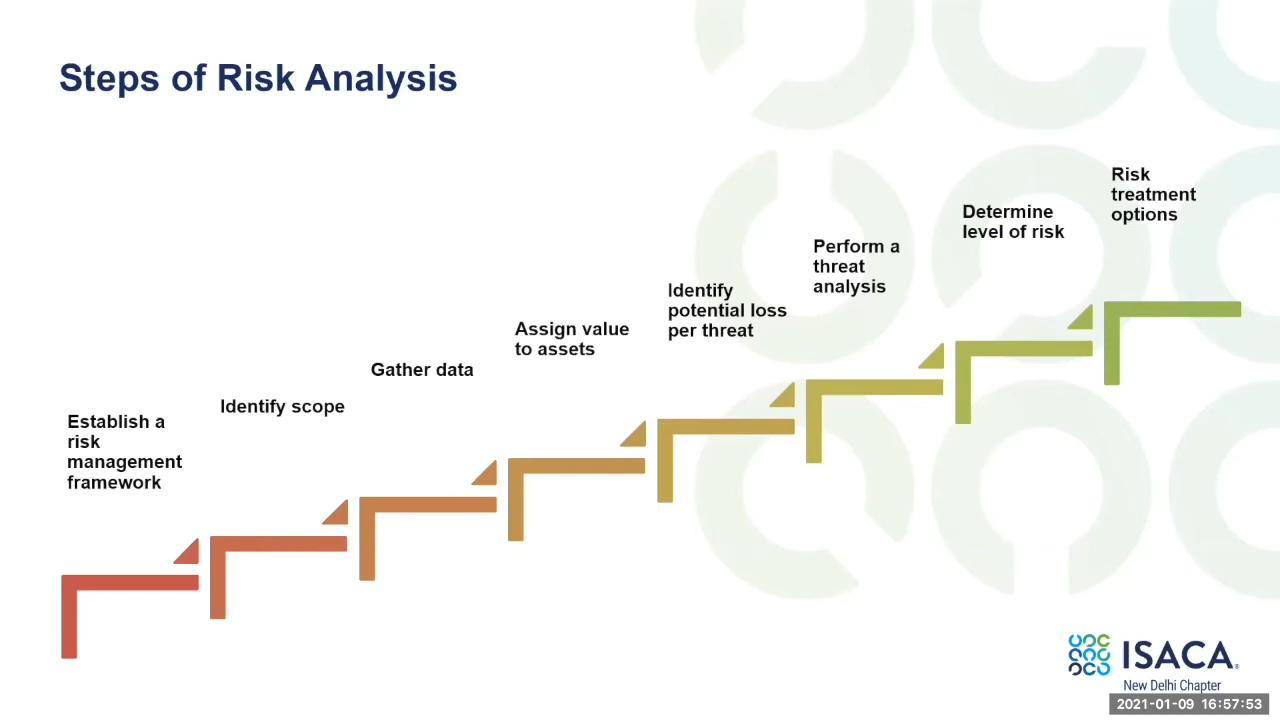 Steps of Risk Analysis
Establish a
risk
management
framework
Identify scope
Gather data
Assign value
to assets
Identify
potential loss
per threat
Perform a
threat
analysis
Determine
level of risk
Risk
treatment
options
ISACA®
New Delhi Chapter
2021-01-09 16:57:53